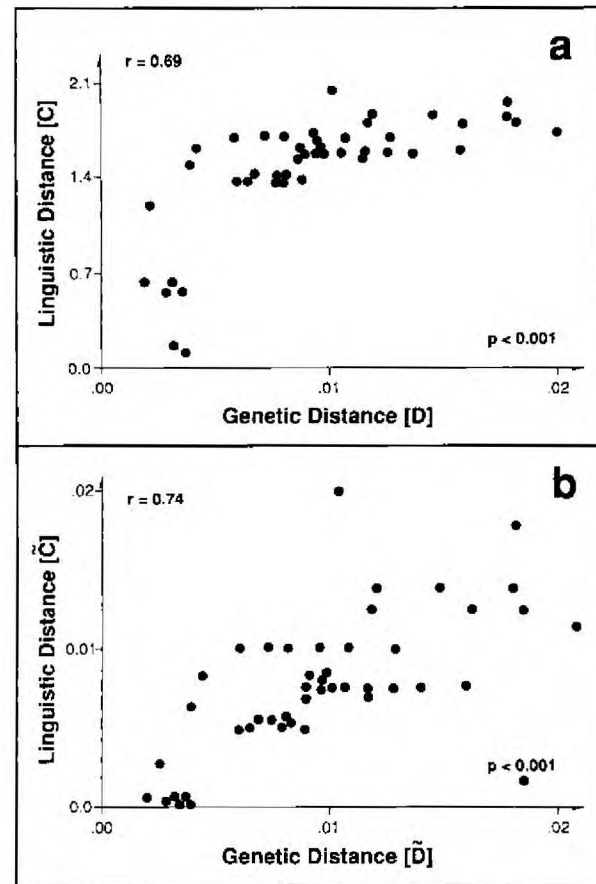 a
r = 0.69
2.1
1.4
0.7
0.0
Linguistic Distance [C]
p < 0.001
.00
.01
.02
Genetic Distance [D]
b
r = 0.74
.02
0.01
0.0
Linguistic Distance [C̃]
p < 0.001
.00
.01
.02
Genetic Distance [D̃]